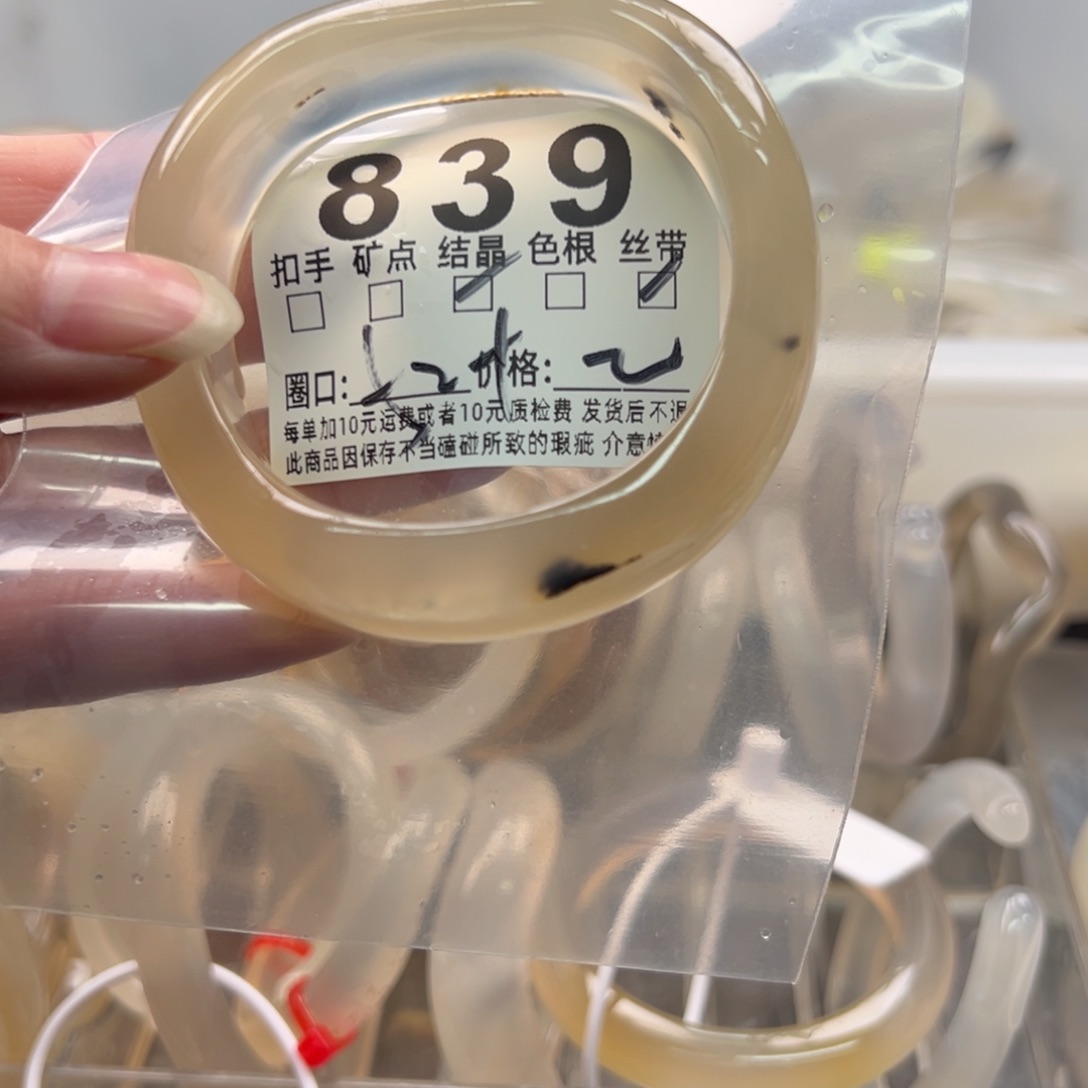 839
扣手 矿点 结晶 色根 丝带
圈口: 价格:
每单加10元运费或者10元质检费 发货后不退
此商品因保存不当磕碰所致的瑕疵 介意